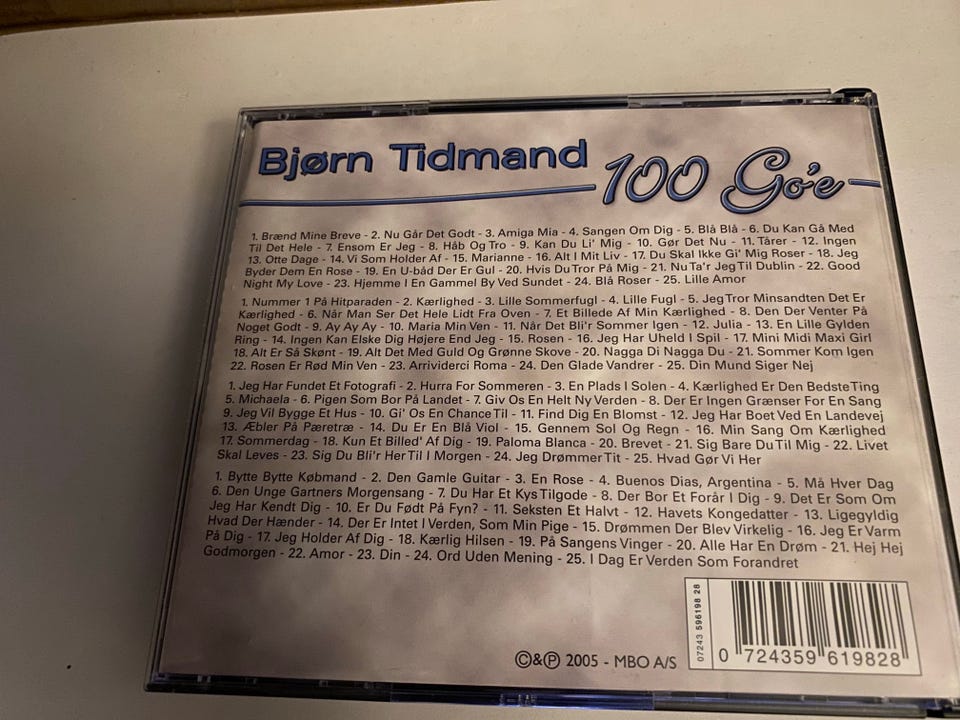 Bjørn Tidmand
100 Go'e
1. Brænd Mine Breve - 2. Nu Går Det Godt - 3. Amiga Mia - 4. Sangen Om Dig - 5. Blå Blå - 6. Du Kan Gå Med
Til Det Hele - 7. Ensom Er Jeg - 8. Håb Og Tro - 9. Kan Du Li' Mig - 10. Gør Det Nu - 11. Tårer - 12. Ingen
13. Otte Dage - 14. Vi Som Holder Af - 15. Marianne - 16. Alt I Mit Liv - 17. Du Skal Ikke Gi' Mig Roser - 18. Jeg
Byder Dem En Rose - 19. En U-båd Der Er Gul - 20. Hvis Du Tror På Mig - 21. Nu Ta'r Jeg Til Dublin - 22. Good
Night My Love - 23. Hjemme I En Gammel By Ved Sundet - 24. Blå Roser - 25. Lille Amor
1. Nummer 1 På Hitparaden - 2. Kærlighed - 3. Lille Sommerfugl - 4. Lille Fugl - 5. Jeg Tror Minsandten Det Er
Kærlighed - 6. Når Man Ser Det Hele Lidt Fra Oven - 7. Et Billede Af Min Kærlighed - 8. Den Der Venter På
Noget Godt - 9. Ay Ay Ay - 10. Maria Min Ven - 11. Når Det Bli'r Sommer Igen - 12. Julia - 13. En Lille Gylden
Ring - 14. Ingen Kan Elske Dig Højere End Jeg - 15. Rosen - 16. Jeg Har Uheld I Spil - 17. Mini Midi Maxi Girl
18. Alt Er Så Skønt - 19. Alt Det Med Guld Og Grønne Skove - 20. Nagga Di Nagga Du - 21. Sommer Kom Igen
22. Rosen Er Rød Min Ven - 23. Arrividerci Roma - 24. Den Glade Vandrer - 25. Din Mund Siger Nej
1. Jeg Har Fundet Et Fotografi - 2. Hurra For Sommeren - 3. En Plads I Solen - 4. Kærlighed Er Den Bedste Ting
5. Michaela - 6. Pigen Som Bor På Landet - 7. Giv Os En Helt Ny Verden - 8. Der Er Ingen Grænser For En Sang
9. Jeg Vil Bygge Et Hus - 10. Gi' Os En Chance Til - 11. Find Dig En Blomst - 12. Jeg Har Boet Ved En Landevej
13. Æbler På Pæretræ - 14. Du Er En Blå Viol - 15. Gennem Sol Og Regn - 16. Min Sang Om Kærlighed
17. Sommerdag - 18. Kun Et Billed' Af Dig - 19. Paloma Blanca - 20. Brevet - 21. Sig Bare Du Til Mig - 22. Livet
Skal Leves - 23. Sig Du Bli'r Her Til I Morgen - 24. Jeg Drømmer Tit - 25. Hvad Gør Vi Her
1. Bytte Bytte Købmand - 2. Den Gamle Guitar - 3. En Rose - 4. Buenos Dias, Argentina - 5. Må Hver Dag
6. Den Unge Gartners Morgensang - 7. Du Har Et Kys Tilgode - 8. Der Bor Et Forår I Dig - 9. Det Er Som Om
Jeg Har Kendt Dig - 10. Er Du Født På Fyn? - 11. Seksten Et Halvt - 12. Havets Kongedatter - 13. Ligegyldig
Hvad Der Hænder - 14. Der Er Intet I Verden, Som Min Pige - 15. Drømmen Der Blev Virkelig - 16. Jeg Er Varm
På Dig - 17. Jeg Holder Af Dig - 18. Kærlig Hilsen - 19. På Sangens Vinger - 20. Alle Har En Drøm - 21. Hej Hej
Godmorgen - 22. Amor - 23. Din - 24. Ord Uden Mening - 25. I Dag Er Verden Som Forandret
07243 596198 28
0 724359 619828
©&℗ 2005 - MBO A/S